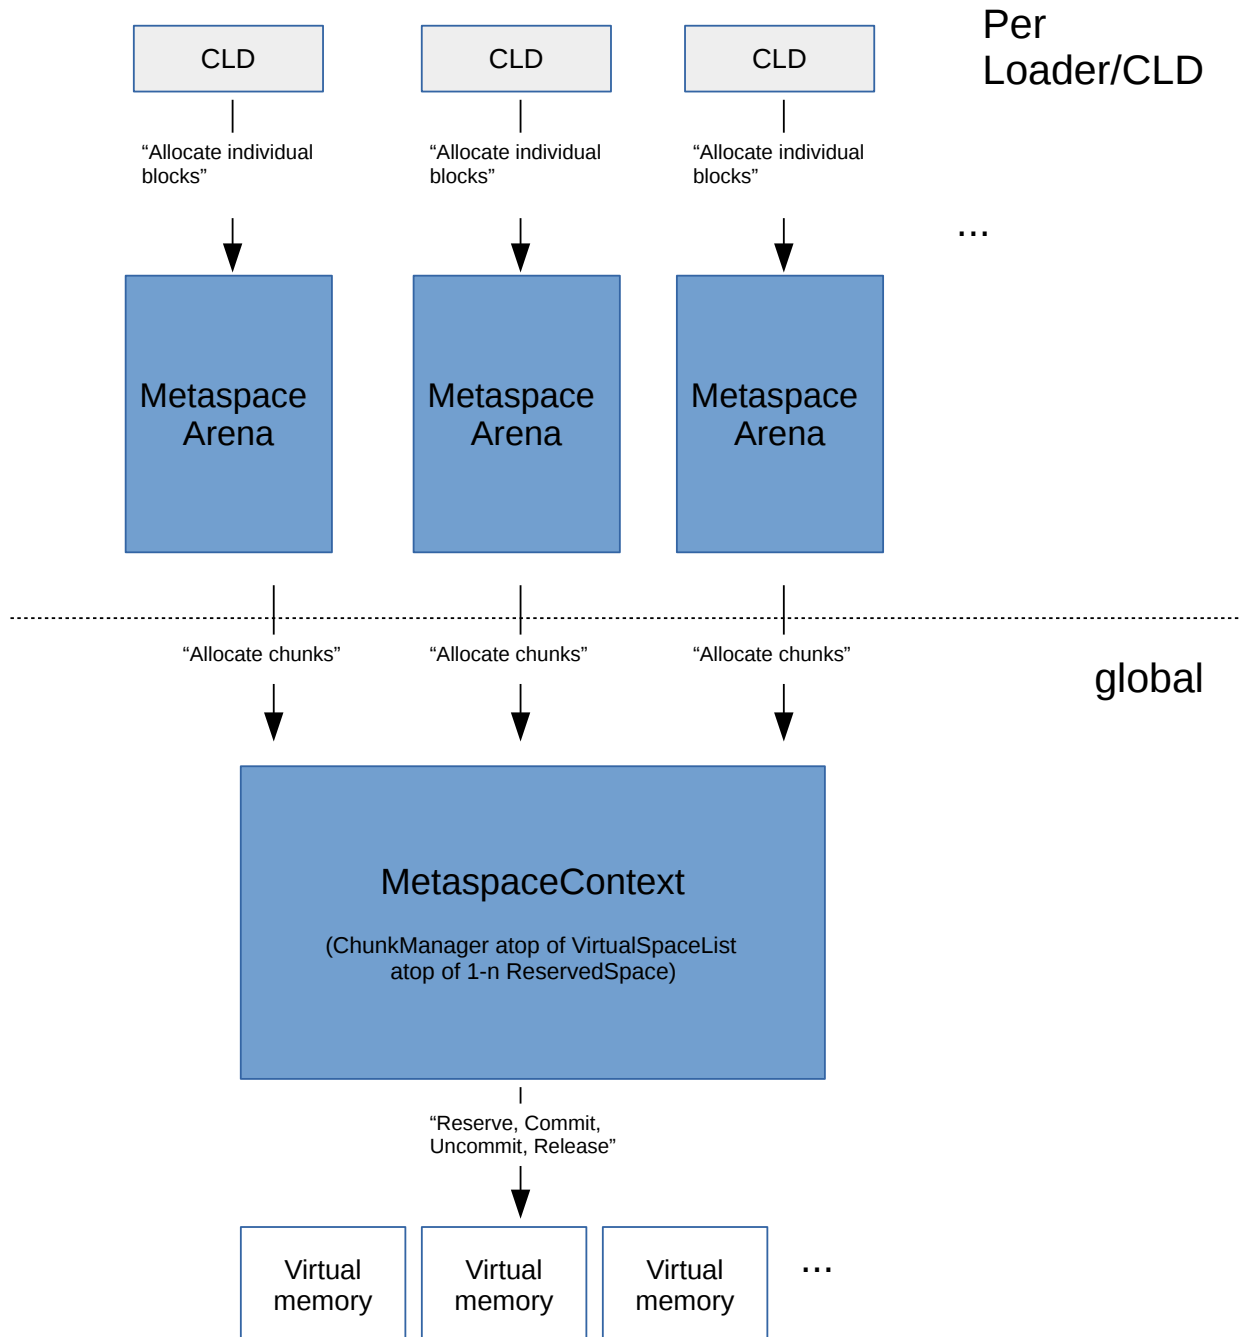 Per
Loader/CLD
CLD
CLD
CLD
“Allocate individual
blocks”
“Allocate individual
blocks”
“Allocate individual
blocks”
...
Metaspace
Arena
Metaspace
Arena
Metaspace
Arena
“Allocate chunks”
“Allocate chunks”
“Allocate chunks”
global
MetaspaceContext
(ChunkManager atop of VirtualSpaceList
atop of 1-n ReservedSpace)
“Reserve, Commit,
Uncommit, Release”
Virtual
memory
Virtual
memory
Virtual
memory
...